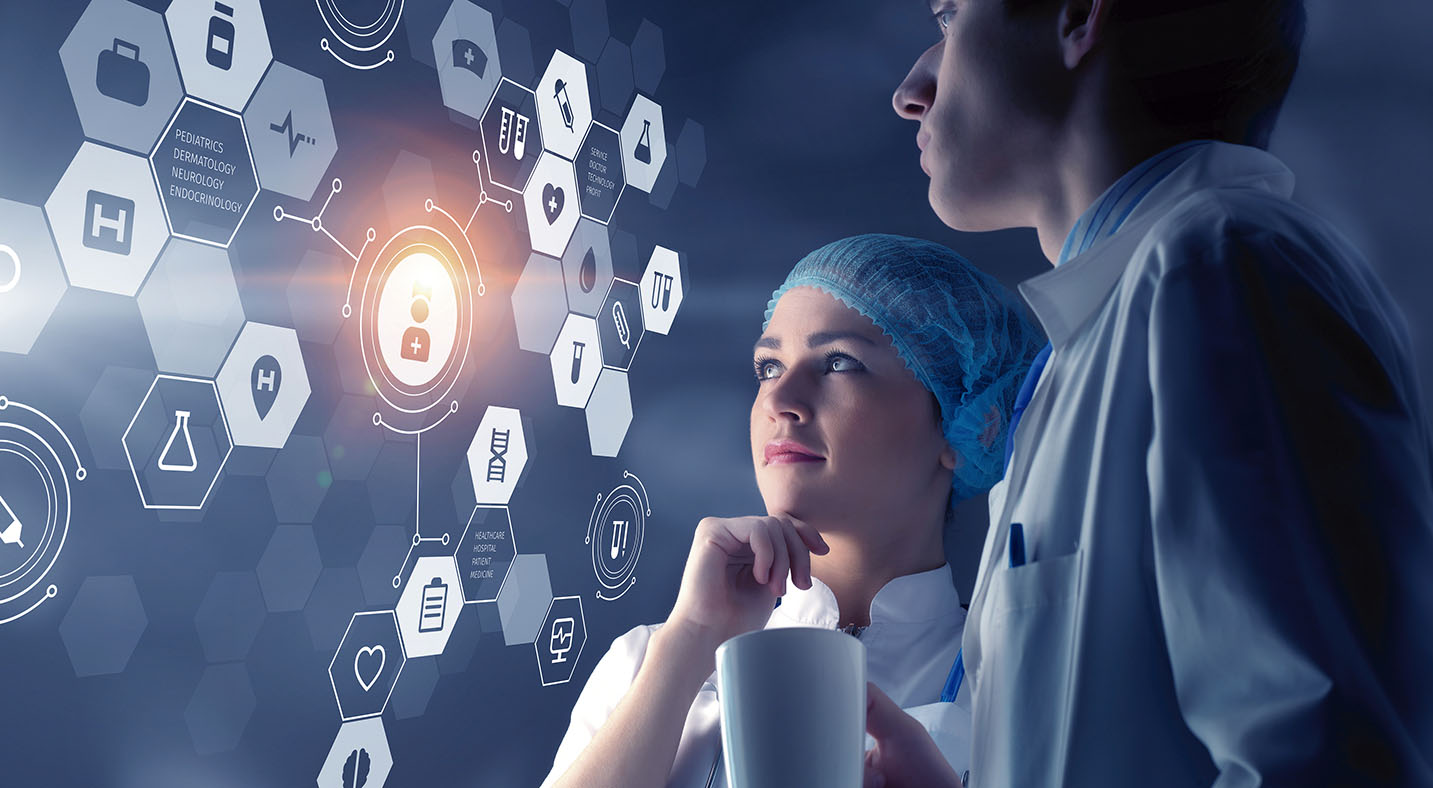 PEDIATRICS
DERMATOLOGY
NEUROLOGY
ENDOCRINOLOGY
SERVICE
DOCTOR
TECHNOLOGY
PROFIT
H
H
HEALTHCARE
HOSPITAL
PATIENT
MEDICINE